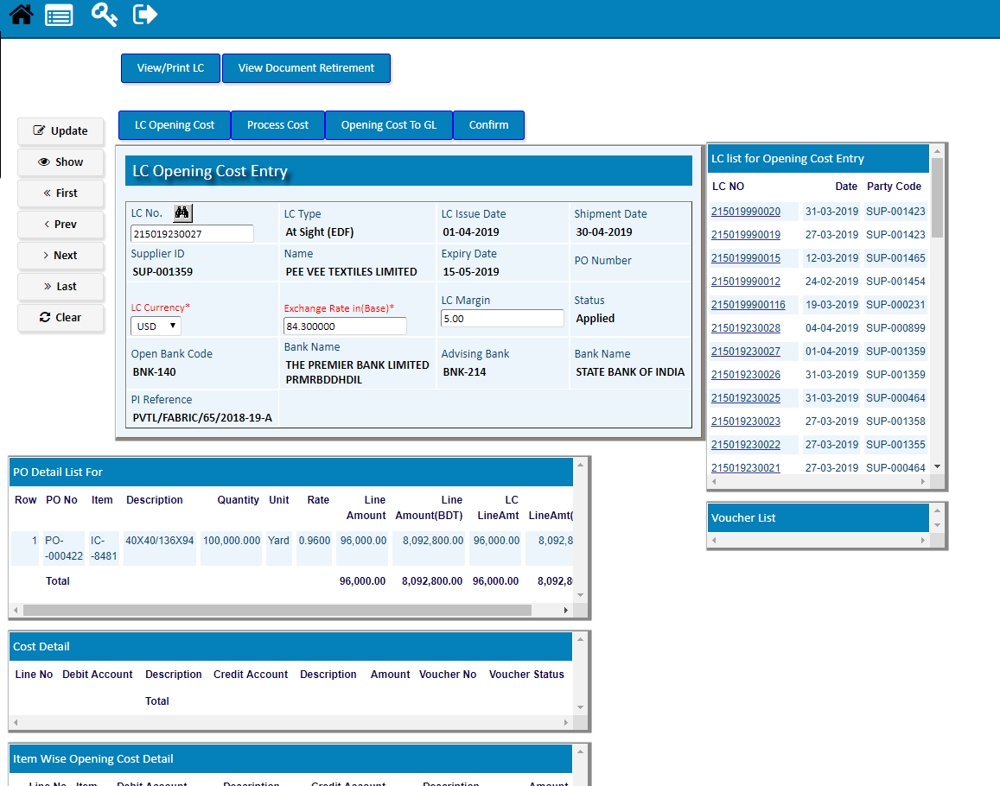 View/Print LC View Document Retirement
LC Opening Cost Process Cost Opening Cost To GL Confirm
Update
Show
« First
‹ Prev
› Next
» Last
Clear
LC Opening Cost Entry
LC No. LC Type LC Issue Date Shipment Date
215019230027 At Sight (EDF) 01-04-2019 30-04-2019
Supplier ID Name Expiry Date PO Number
SUP-001359 PEE VEE TEXTILES LIMITED 15-05-2019
LC Currency* Exchange Rate in(Base)* LC Margin Status
USD 84.300000 5.00 Applied
Open Bank Code Bank Name Advising Bank Bank Name
BNK-140 THE PREMIER BANK LIMITED BNK-214 STATE BANK OF INDIA
PRMRBDDHDIL
PI Reference
PVTL/FABRIC/65/2018-19-A
LC list for Opening Cost Entry
LC NO Date Party Code
215019990020 31-03-2019 SUP-001423
215019990019 27-03-2019 SUP-001423
215019990015 12-03-2019 SUP-001465
215019990012 24-02-2019 SUP-001454
2150199900116 19-03-2019 SUP-000231
215019230028 04-04-2019 SUP-000899
215019230027 01-04-2019 SUP-001359
215019230026 31-03-2019 SUP-001359
215019230025 31-03-2019 SUP-000464
215019230023 27-03-2019 SUP-001358
215019230022 27-03-2019 SUP-001355
215019230021 27-03-2019 SUP-000464
Voucher List
PO Detail List For
Row PO No Item Description Quantity Unit Rate Line Line LC
Amount Amount(BDT) LineAmt LineAmt(
1 PO- IC- 40X40/136X94 100,000.000 Yard 0.9600 96,000.00 8,092,800.00 96,000.00 8,092,8
-000422 -8481
Total 96,000.00 8,092,800.00 96,000.00 8,092,8
Cost Detail
Line No Debit Account Description Credit Account Description Amount Voucher No Voucher Status
Total
Item Wise Opening Cost Detail
Line No Item Debit Account Description Credit Account Description Amount